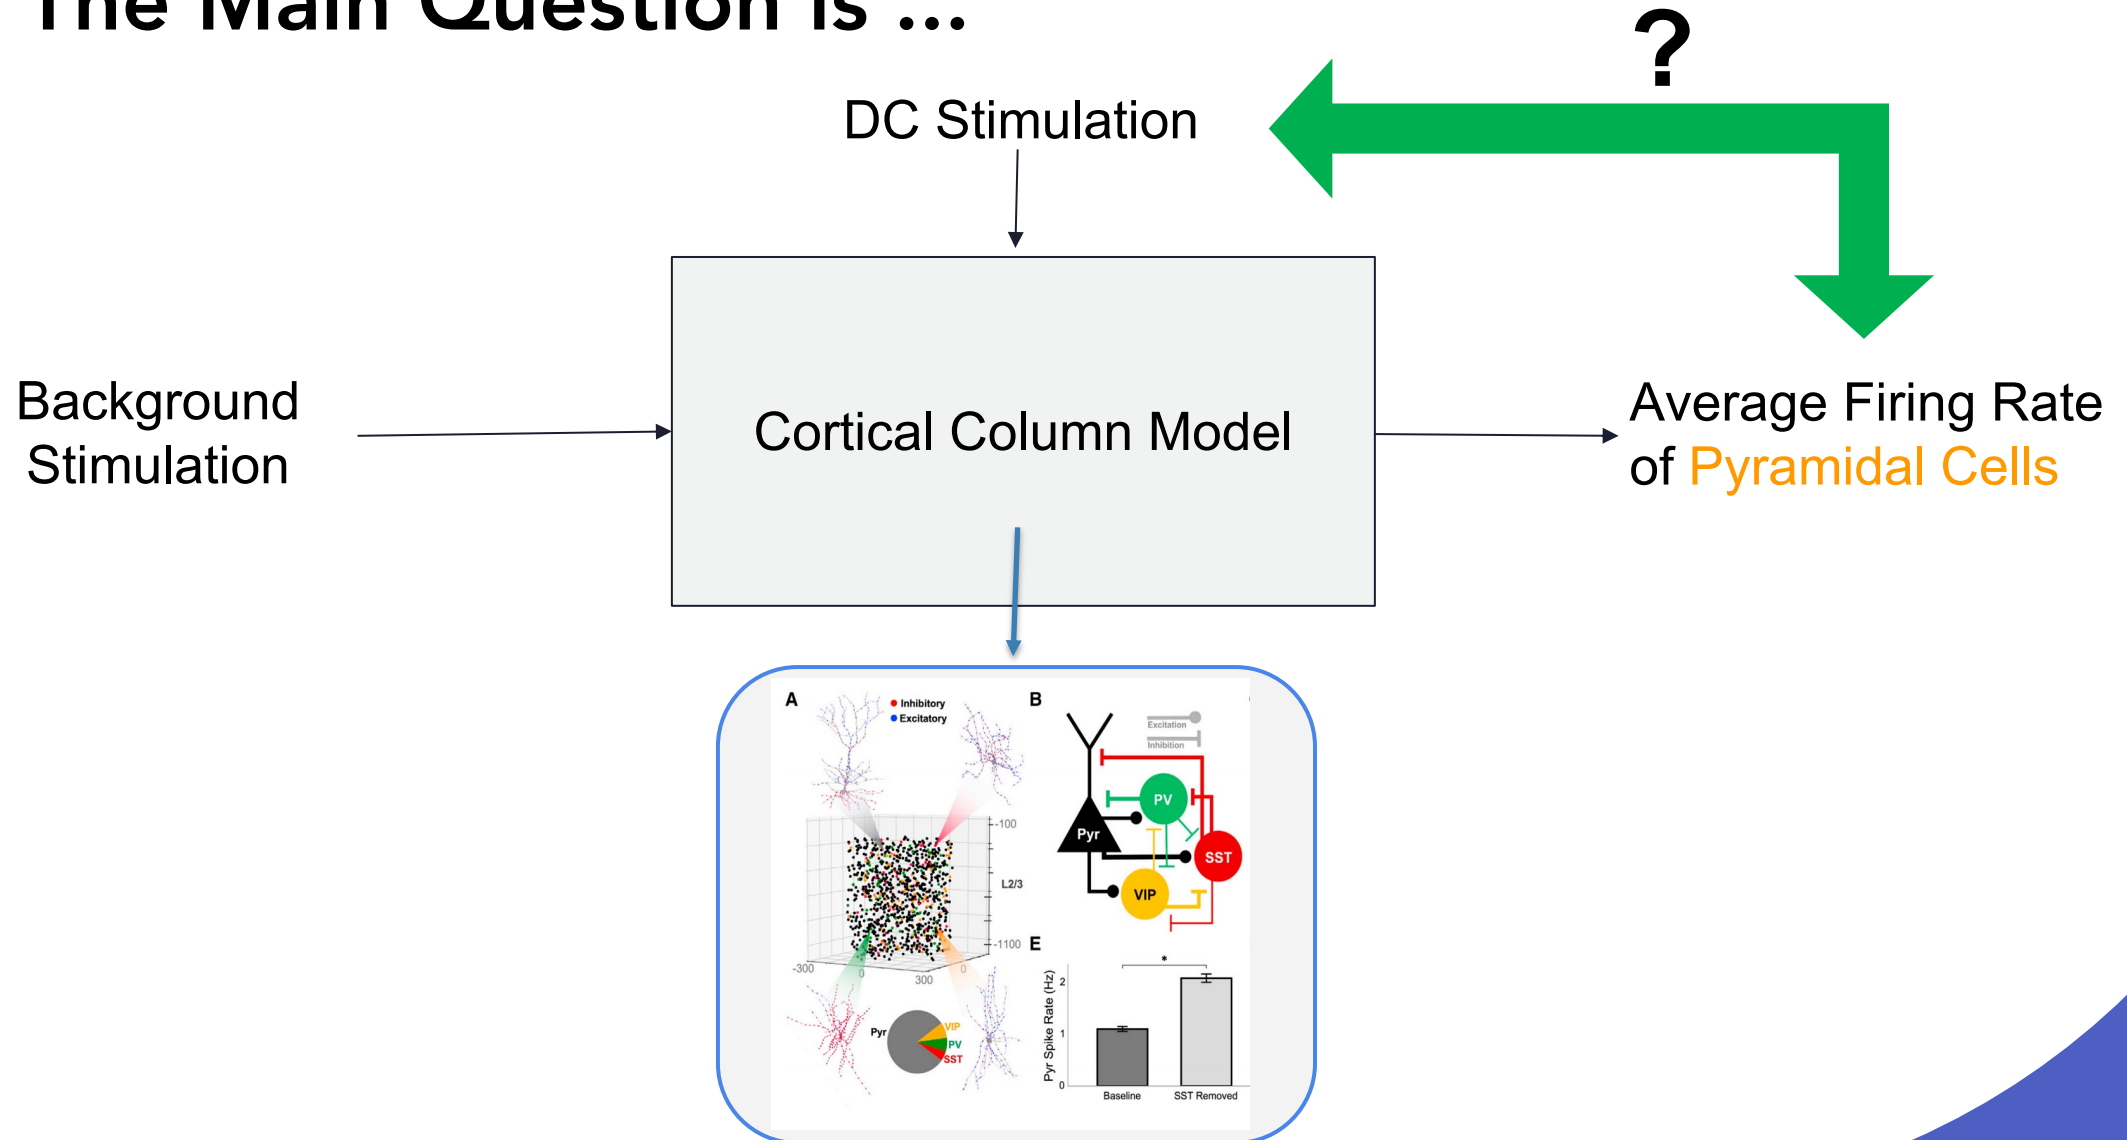 The Main Question is ...
?
DC Stimulation
Background
Stimulation
Cortical Column Model
Average Firing Rate
of Pyramidal Cells
A
Inhibitory
Excitatory
-100
L2/3
-1100
-300
0
300
0
Pyr
VIP
PV
SST
B
Excitation
Inhibition
PV
Pyr
SST
VIP
E
Pyr Spike Rate (Hz)
2
1
0
*
Baseline
SST Removed